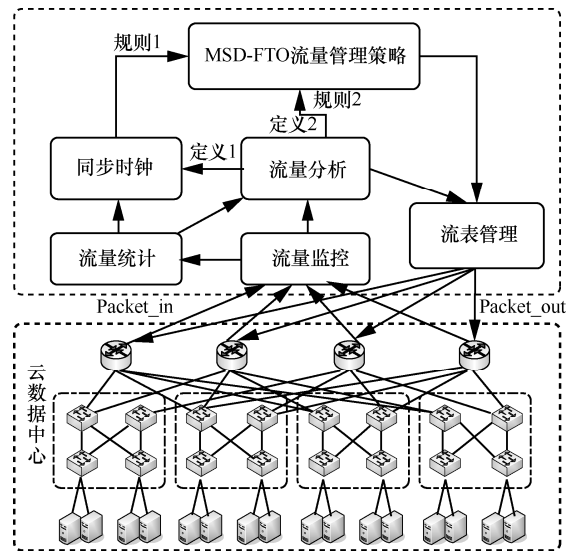 规则1
MSD-FTO流量管理策略
规则2
定义2
同步时钟
定义1
流量分析
流量统计
流量监控
流表管理
Packet_in
Packet_out
云数据中心